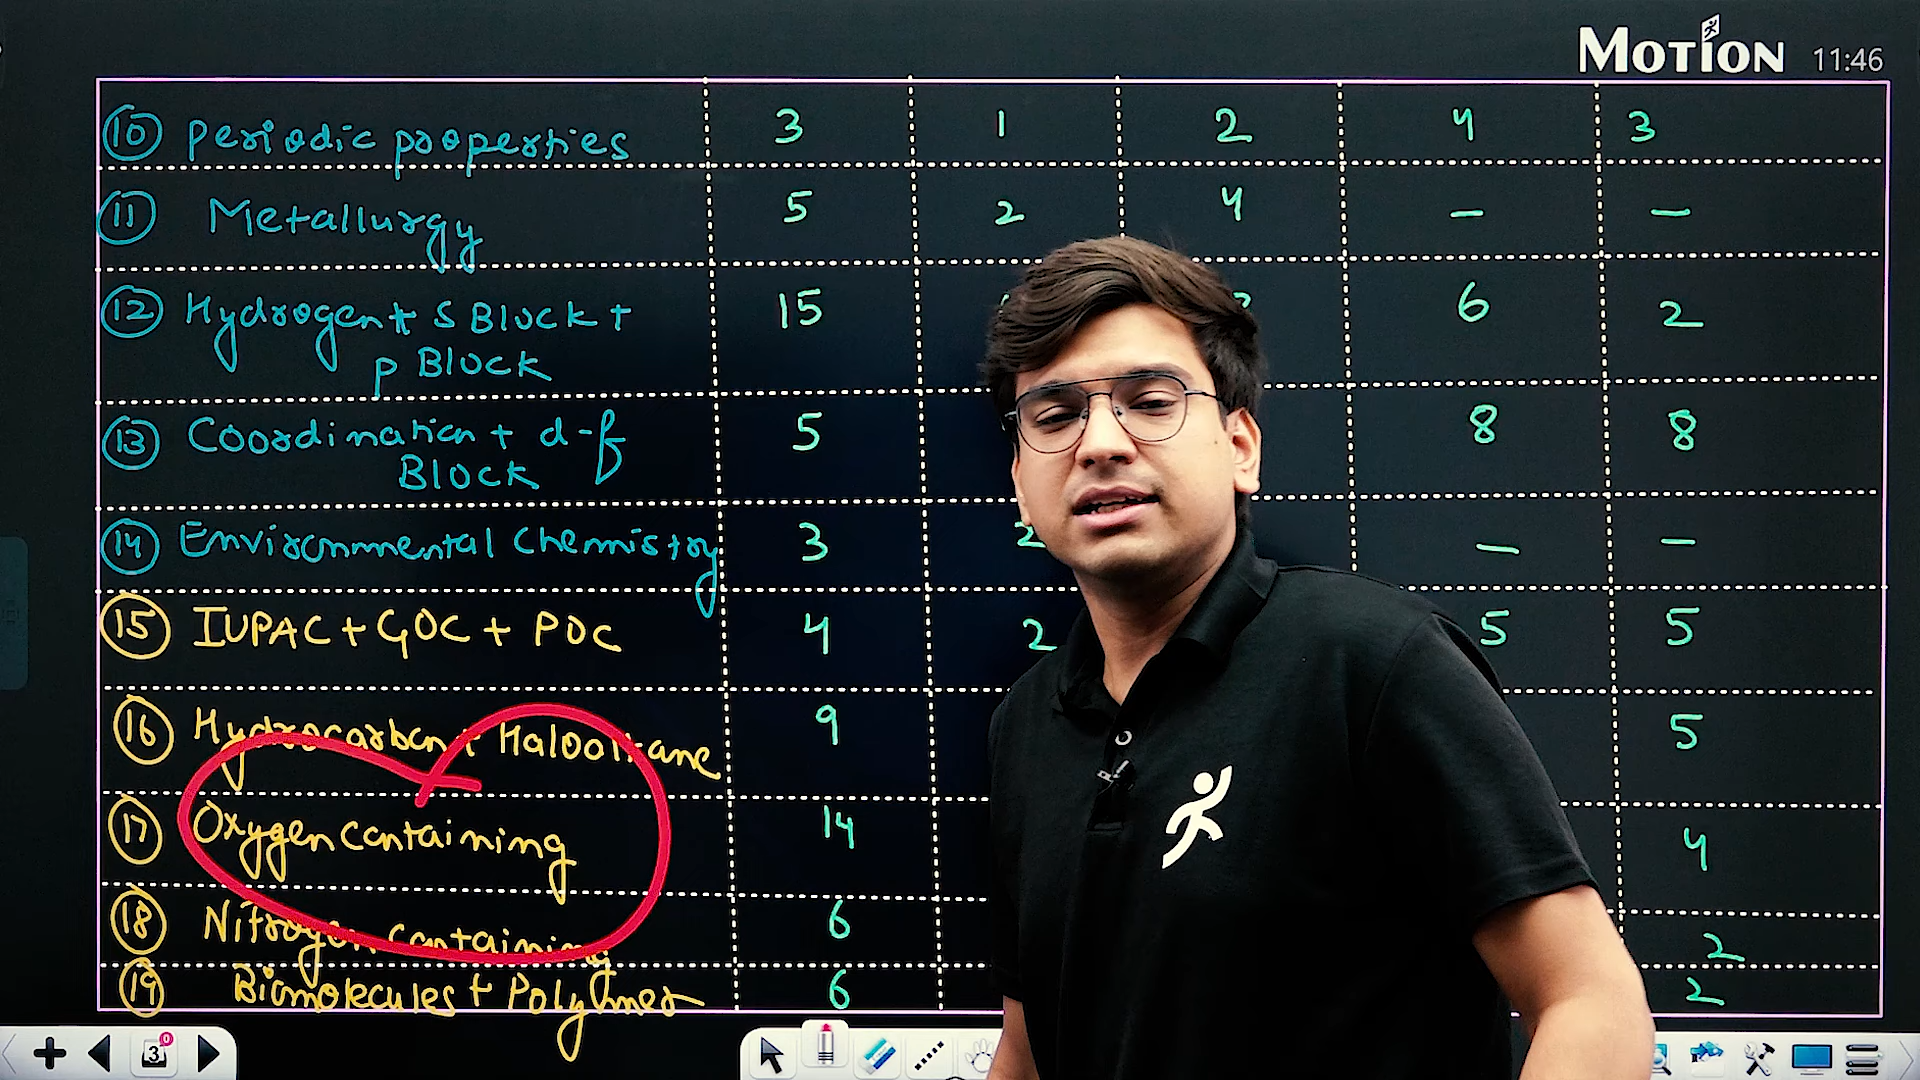 MOTION 11:46
10 Periodic properties 3 1 2 4 3
11 Metallurgy 5 2 4 — —
12 Hydrogen + S BLOCK + 15 6 2
p BLOCK
13 Coordination + d-f 5 8 8
BLOCK
14 Environmental Chemistry 3 2 — —
15 IUPAC + GOC + POC 4 2 5 5
16 Hydrocarbon + Haloalkane 9 5
17 Oxygen containing 14 4
18 Nitrogen containing 6 2
19 Biomolecules + Polymer 6 2
3 0